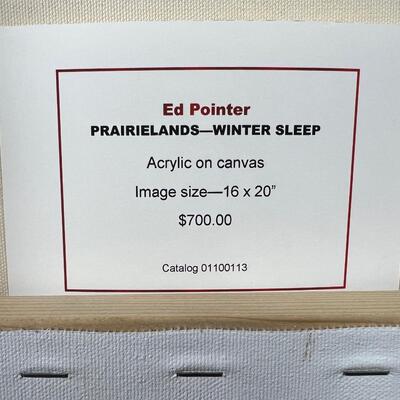 Ed Pointer
PRAIRIELANDS—WINTER SLEEP
Acrylic on canvas
Image size—16 x 20”
$700.00
Catalog 01100113